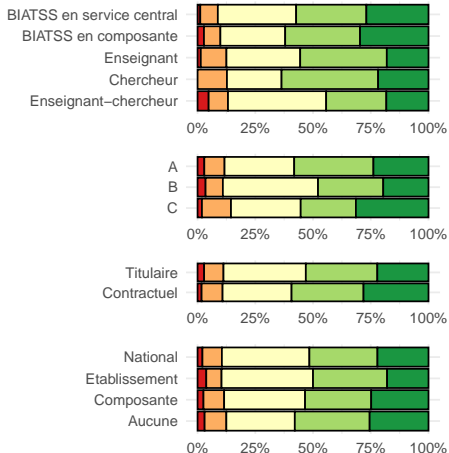 BIATSS en service central
BIATSS en composante
Enseignant
Chercheur
Enseignant−chercheur
0% 25% 50% 75% 100%
A
B
C
0% 25% 50% 75% 100%
Titulaire
Contractuel
0% 25% 50% 75% 100%
National
Etablissement
Composante
Aucune
0% 25% 50% 75% 100%